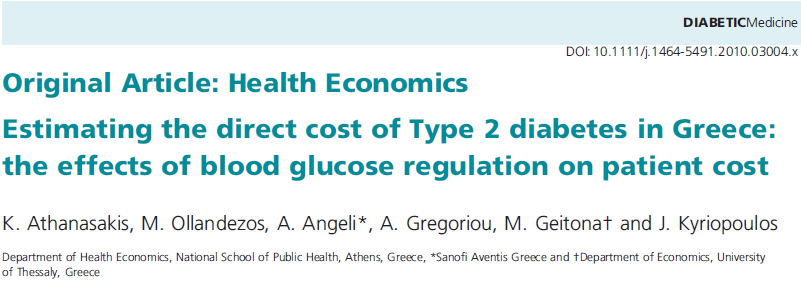 DIABETICMedicine
DOI: 10.1111/j.1464-5491.2010.03004.x
Original Article: Health Economics
Estimating the direct cost of Type 2 diabetes in Greece:
the effects of blood glucose regulation on patient cost
K. Athanasakis, M. Ollandezos, A. Angeli*, A. Gregoriou, M. Geitona† and J. Kyriopoulos
Department of Health Economics, National School of Public Health, Athens, Greece, *Sanofi Aventis Greece and †Department of Economics, University
of Thessaly, Greece